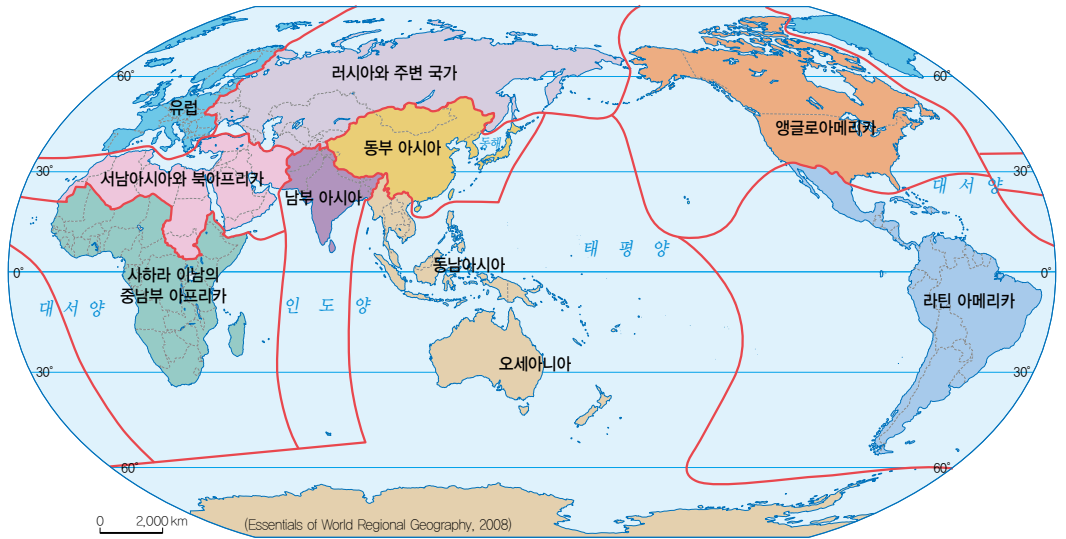 60°
60°
러시아와 주변 국가
유럽
앵글로아메리카
동해
동부 아시아
30°
30°
서남아시아와 북아프리카
대 서 양
남부 아시아
태 평 양
동남아시아
0°
0°
사하라 이남의
중남부 아프리카
대 서 양
인 도 양
라틴 아메리카
오세아니아
30°
30°
60°
60°
0 2,000 km
(Essentials of World Regional Geography, 2008)